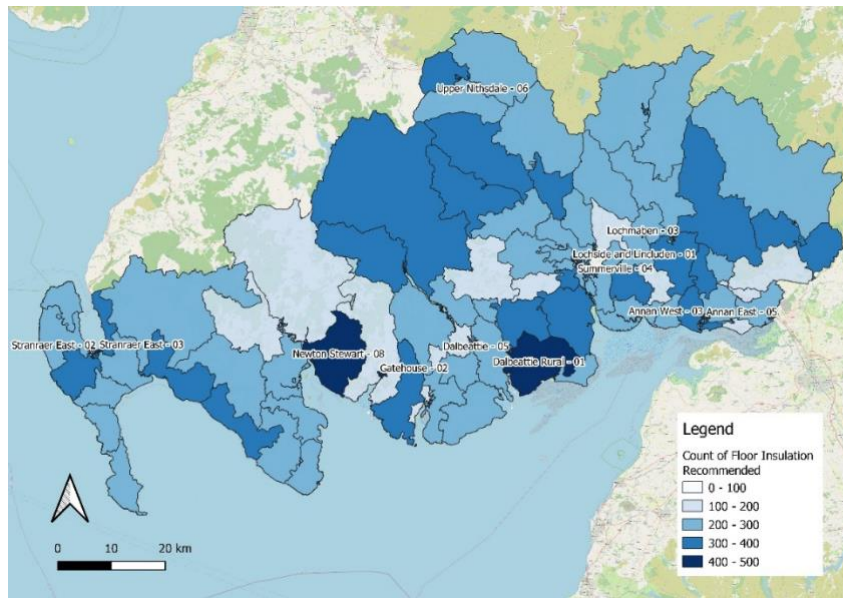 Upper Nithsdale - 06
Lochmaben - 03
Lochside and Lincluden - 01
Summerville - 04
Annan West - 03
Annan East - 05
Stranraer East - 02
Stranraer East - 03
Newton Stewart - 08
Gatehouse - 02
Dalbeattie - 05
Dalbeattie Rural - 01
Legend
Count of Floor Insulation
Recommended
0 - 100
100 - 200
200 - 300
300 - 400
400 - 500
0 10 20 km